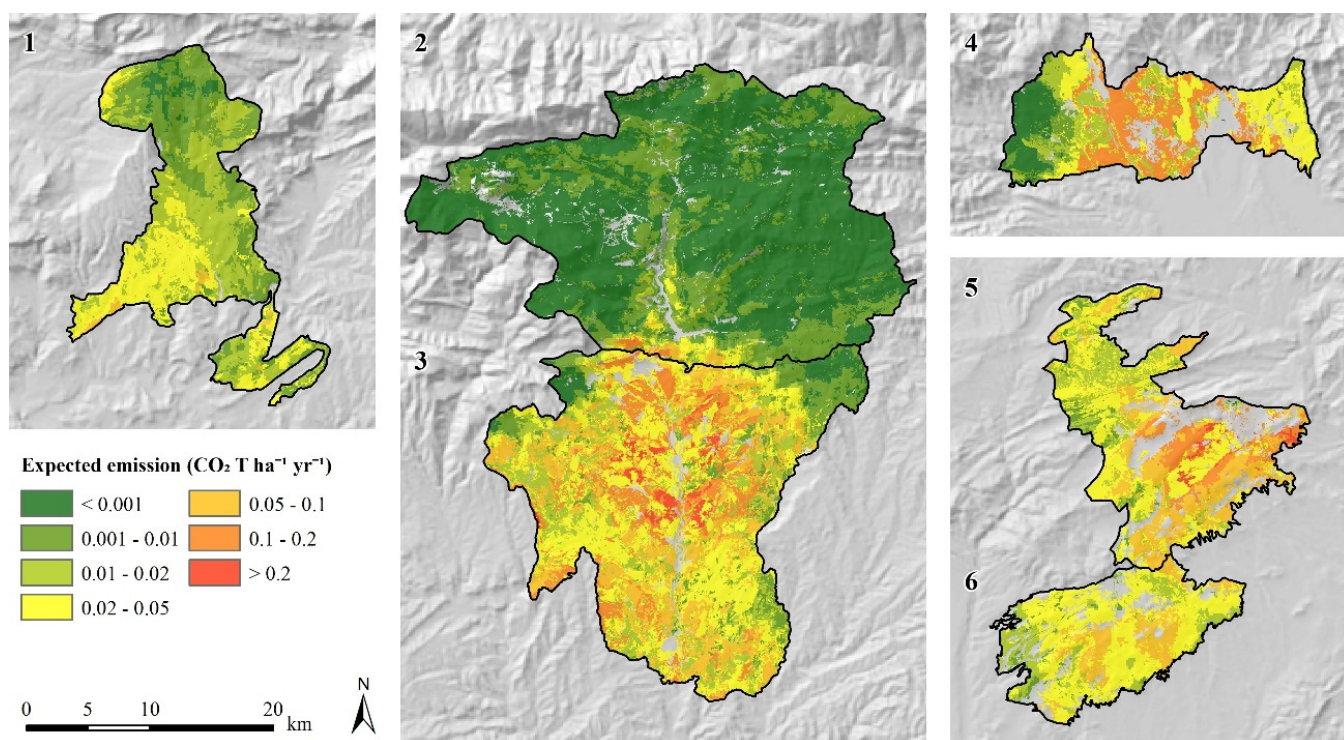 1
2
3
4
5
6
Expected emission (CO₂ T ha⁻¹ yr⁻¹)
< 0.001
0.001 - 0.01
0.01 - 0.02
0.02 - 0.05
0.05 - 0.1
0.1 - 0.2
> 0.2
0 5 10 20 km
N